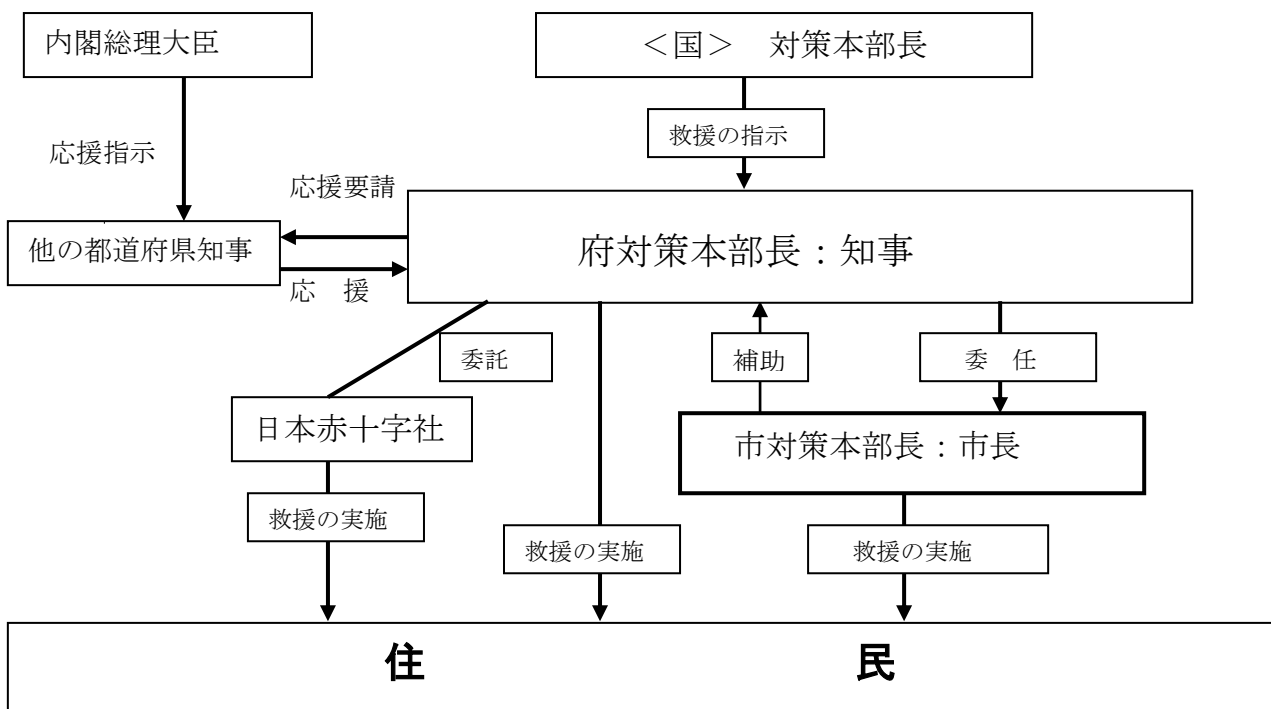 内閣総理大臣
＜国＞　対策本部長
救援の指示
応援指示
応援要請
他の都道府県知事
府対策本部長：知事
応　援
委託
補助
委　任
日本赤十字社
市対策本部長：市長
救援の実施
救援の実施
救援の実施
住　民